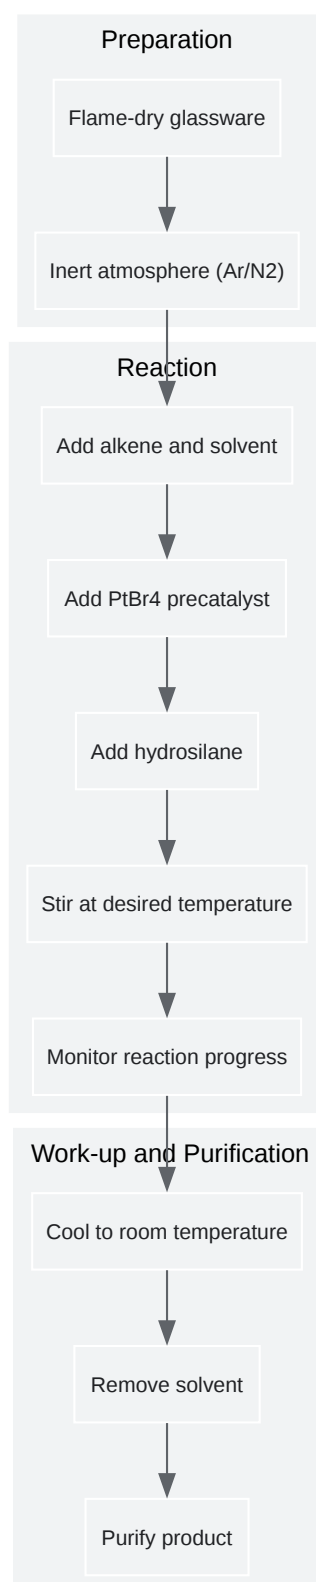 Preparation
Flame-dry glassware
Inert atmosphere (Ar/N2)
Reaction
Add alkene and solvent
Add PtBr4 precatalyst
Add hydrosilane
Stir at desired temperature
Monitor reaction progress
Work-up and Purification
Cool to room temperature
Remove solvent
Purify product